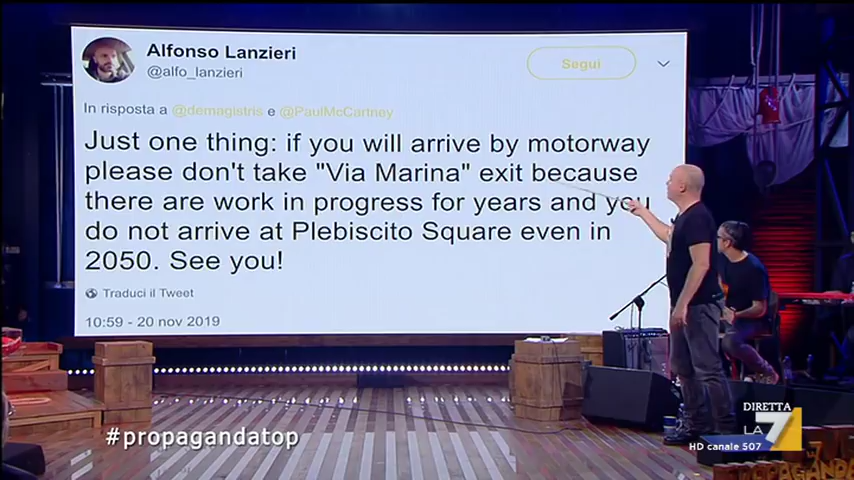 Alfonso Lanzieri
@alfo_lanzieri
Segui
In risposta a @demagistris e @PaulMcCartney
Just one thing: if you will arrive by motorway
please don't take "Via Marina" exit because
there are work in progress for years and you
do not arrive at Plebiscito Square even in
2050. See you!
Traduci il Tweet
10:59 - 20 nov 2019
#propagandatop
DIRETTA
LA 7
HD canale 507
PROPAGANDA